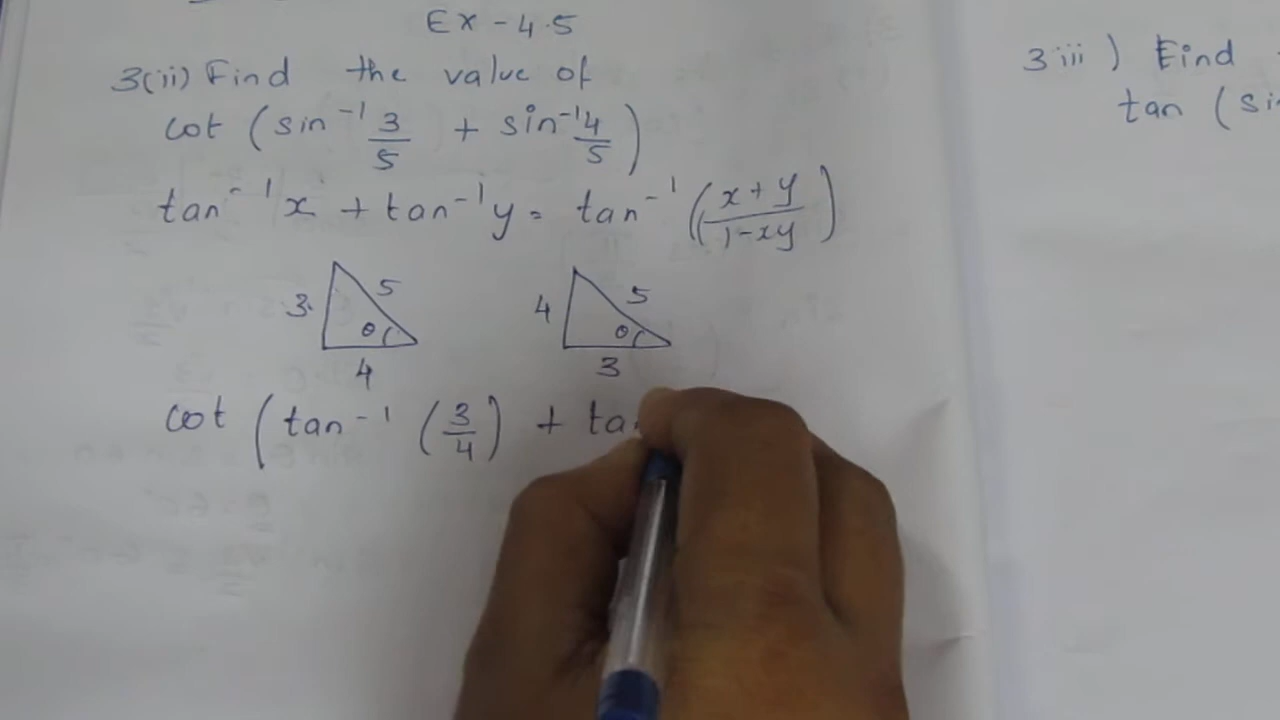 Ex - 4.5
3(ii) Find the value of
cot (sin⁻¹ 3/5 + sin⁻¹ 4/5)
tan⁻¹ x + tan⁻¹ y = tan⁻¹ ((x + y)/(1 - xy))
3 5 θ 4
4 5 θ 3
cot (tan⁻¹ (3/4) + ta
3 iii) Find
tan (si